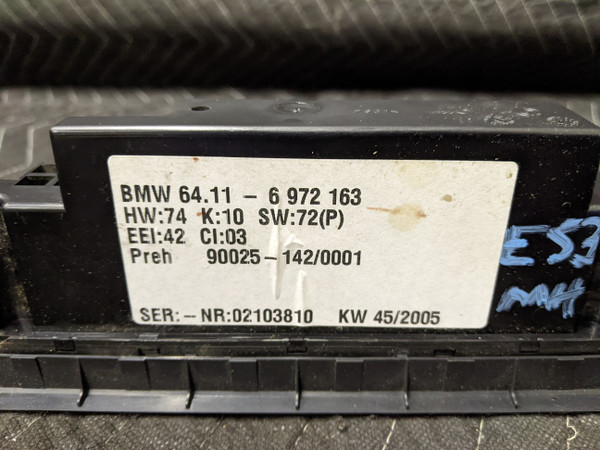 BMW 64.11 - 6 972 163
HW:74 K:10 SW:72(P)
EEI:42 CI:03
Preh 90025-142/0001
SER:-NR:02103810 KW 45/2005
E53